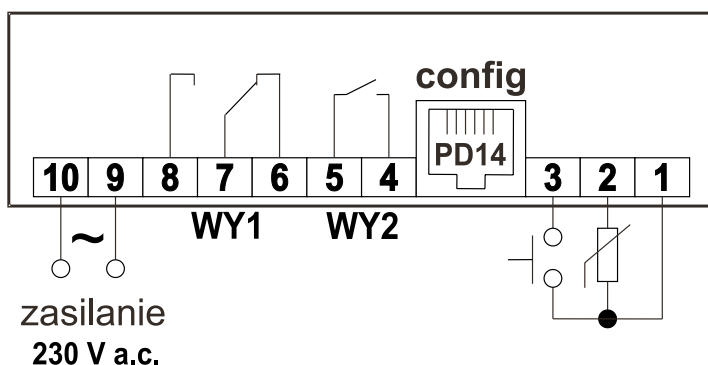 config
PD14
10 9 8 7 6 5 4 3 2 1
WY1 WY2
~
zasilanie
230 V a.c.